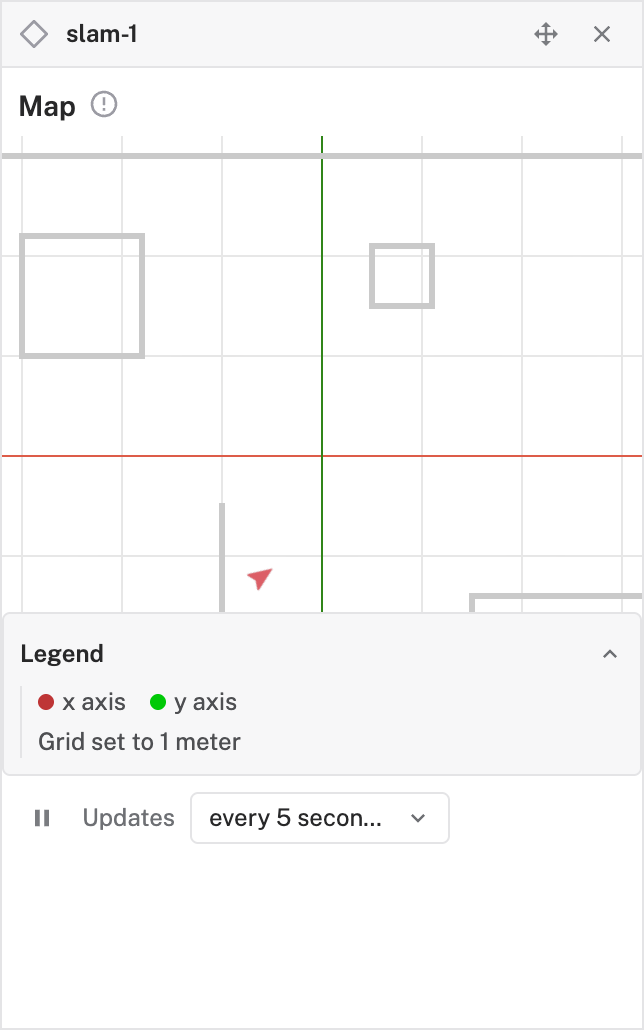 slam-1
Map
Legend
x axis y axis
Grid set to 1 meter
Updates every 5 secon...